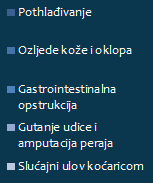 Pothlađivanje
Ozljede kože i oklopa
Gastrointestinalna
opstrukcija
Gutanje udice i
amputacija peraja
Slučajni ulov koćaricom